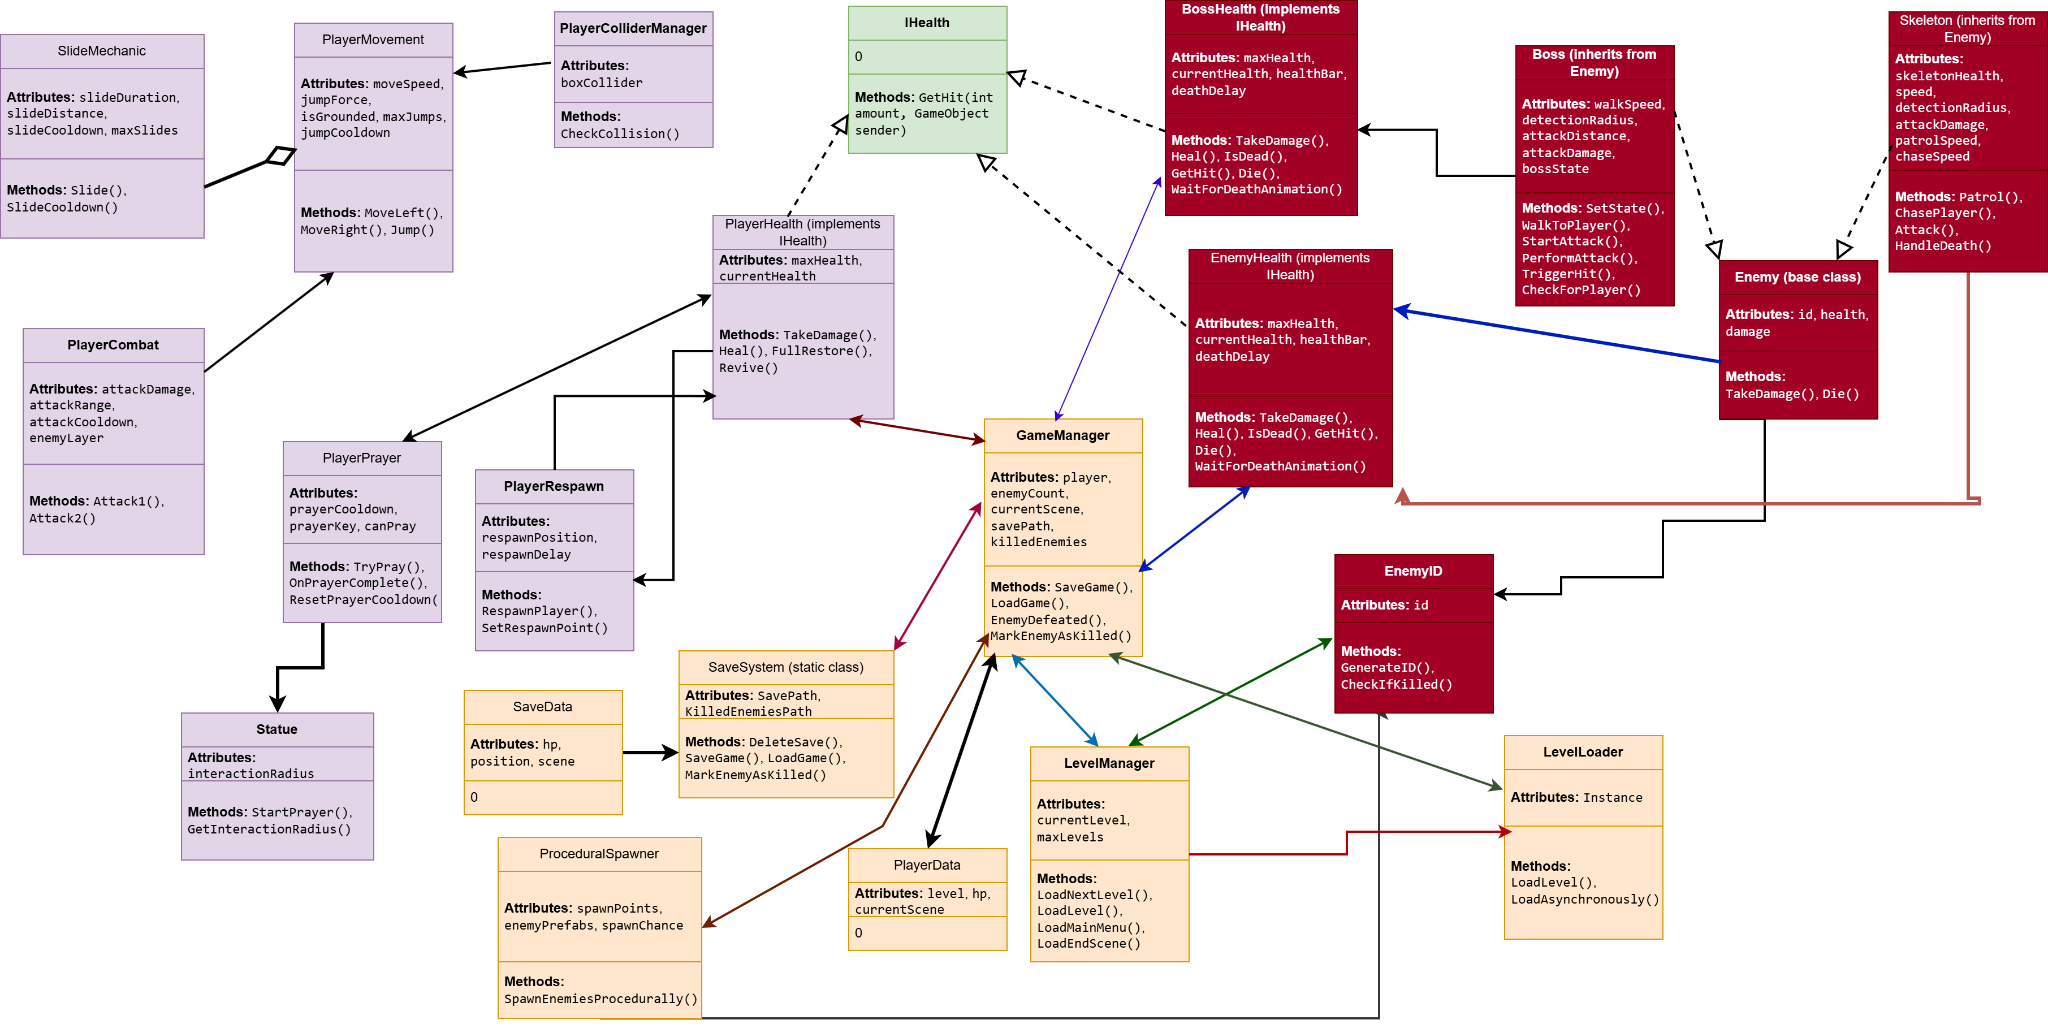 SlideMechanic
Attributes: slideDuration,
slideDistance,
slideCooldown, maxSlides
Methods: Slide(),
SlideCooldown()
PlayerMovement
Attributes: moveSpeed,
jumpForce,
isGrounded, maxJumps,
jumpCooldown
Methods: MoveLeft(),
MoveRight(), Jump()
PlayerColliderManager
Attributes:
boxCollider
Methods:
CheckCollision()
IHealth
0
Methods: GetHit(int
amount, GameObject
sender)
BossHealth (implements
IHealth)
Attributes: maxHealth,
currentHealth, healthBar,
deathDelay
Methods: TakeDamage(),
Heal(), IsDead(),
GetHit(), Die(),
WaitForDeathAnimation()
Boss (inherits from
Enemy)
Attributes: walkSpeed,
detectionRadius,
attackDistance,
attackDamage,
bossState
Methods: SetState(),
WalkToPlayer(),
StartAttack(),
PerformAttack(),
TriggerHit(),
CheckForPlayer()
Skeleton (inherits from
Enemy)
Attributes:
skeletonHealth,
speed,
detectionRadius,
attackDamage,
patrolSpeed,
chaseSpeed
Methods: Patrol(),
ChasePlayer(),
Attack(),
HandleDeath()
PlayerHealth (implements
IHealth)
Attributes: maxHealth,
currentHealth
Methods: TakeDamage(),
Heal(), FullRestore(),
Revive()
EnemyHealth (implements
IHealth)
Attributes: maxHealth,
currentHealth, healthBar,
deathDelay
Methods: TakeDamage(),
Heal(), IsDead(), GetHit(),
Die(),
WaitForDeathAnimation()
Enemy (base class)
Attributes: id, health,
damage
Methods:
TakeDamage(), Die()
PlayerCombat
Attributes: attackDamage,
attackRange,
attackCooldown,
enemyLayer
Methods: Attack1(),
Attack2()
PlayerPrayer
Attributes:
prayerCooldown,
prayerKey, canPray
Methods: TryPray(),
OnPrayerComplete(),
ResetPrayerCooldown(
PlayerRespawn
Attributes:
respawnPosition,
respawnDelay
Methods:
RespawnPlayer(),
SetRespawnPoint()
GameManager
Attributes: player,
enemyCount,
currentScene,
savePath,
killedEnemies
Methods: SaveGame(),
LoadGame(),
EnemyDefeated(),
MarkEnemyAsKilled()
EnemyID
Attributes: id
Methods:
GenerateID(),
CheckIfKilled()
Statue
Attributes:
interactionRadius
Methods: StartPrayer(),
GetInteractionRadius()
SaveData
Attributes: hp,
position, scene
0
SaveSystem (static class)
Attributes: SavePath,
KilledEnemiesPath
Methods: DeleteSave(),
SaveGame(), LoadGame(),
MarkEnemyAsKilled()
LevelManager
Attributes:
currentLevel,
maxLevels
Methods:
LoadNextLevel(),
LoadLevel(),
LoadMainMenu(),
LoadEndScene()
LevelLoader
Attributes: Instance
Methods:
LoadLevel(),
LoadAsynchronously()
ProceduralSpawner
Attributes: spawnPoints,
enemyPrefabs, spawnChance
Methods:
SpawnEnemiesProcedurally()
PlayerData
Attributes: level, hp,
currentScene
0